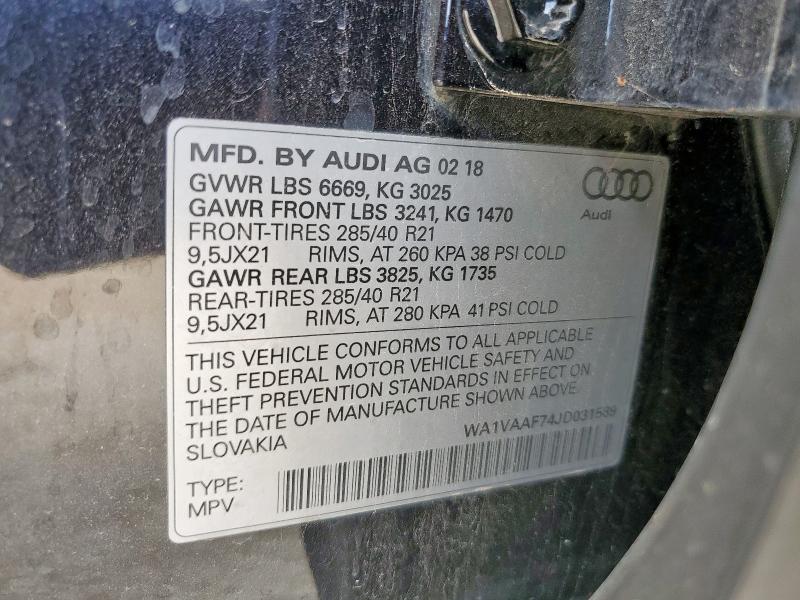 MFD. BY AUDI AG 02 18
GVWR LBS 6669, KG 3025
GAWR FRONT LBS 3241, KG 1470
FRONT-TIRES 285/40 R21
9,5JX21 RIMS, AT 260 KPA 38 PSI COLD
GAWR REAR LBS 3825, KG 1735
REAR-TIRES 285/40 R21
9,5JX21 RIMS, AT 280 KPA 41 PSI COLD
Audi
THIS VEHICLE CONFORMS TO ALL APPLICABLE
U.S. FEDERAL MOTOR VEHICLE SAFETY AND
THEFT PREVENTION STANDARDS IN EFFECT ON
THE DATE OF MANUFACTURE SHOWN ABOVE.
SLOVAKIA WA1VAAF74JD031539
TYPE:
MPV